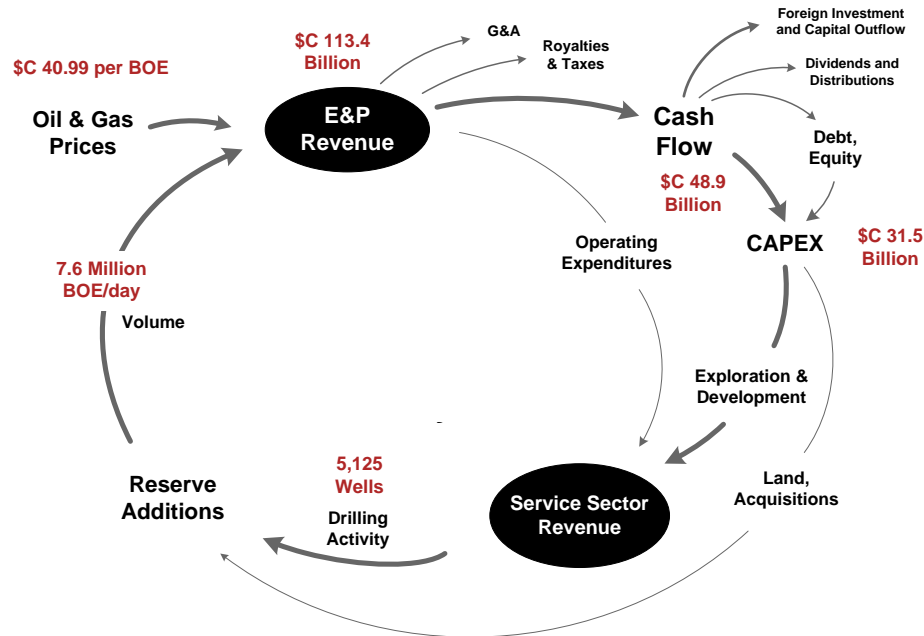 Foreign Investment
and Capital Outflow
G&A
$C 113.4
Billion
Royalties
& Taxes
$C 40.99 per BOE
Dividends and
Distributions
Oil & Gas
Prices
E&P
Revenue
Cash
Flow
Debt,
Equity
$C 48.9
Billion
CAPEX
$C 31.5
Billion
Operating
Expenditures
7.6 Million
BOE/day
Volume
Exploration &
Development
5,125
Wells
Reserve
Additions
Drilling
Activity
Service Sector
Revenue
Land,
Acquisitions